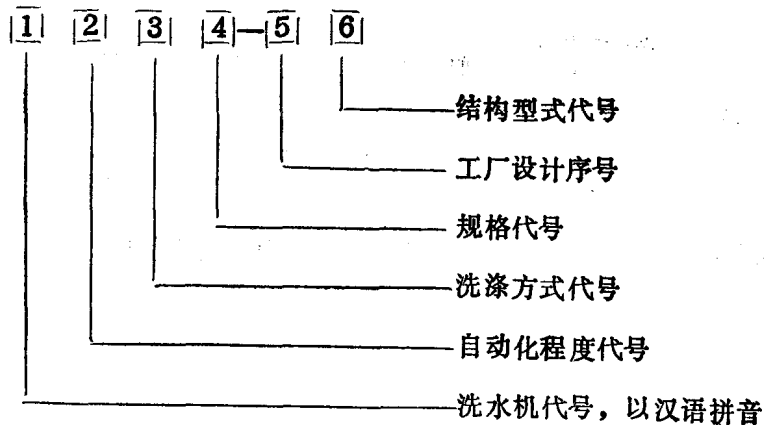 1 2 3 4—5 6
结构型式代号
工厂设计序号
规格代号
洗涤方式代号
自动化程度代号
洗水机代号，以汉语拼音